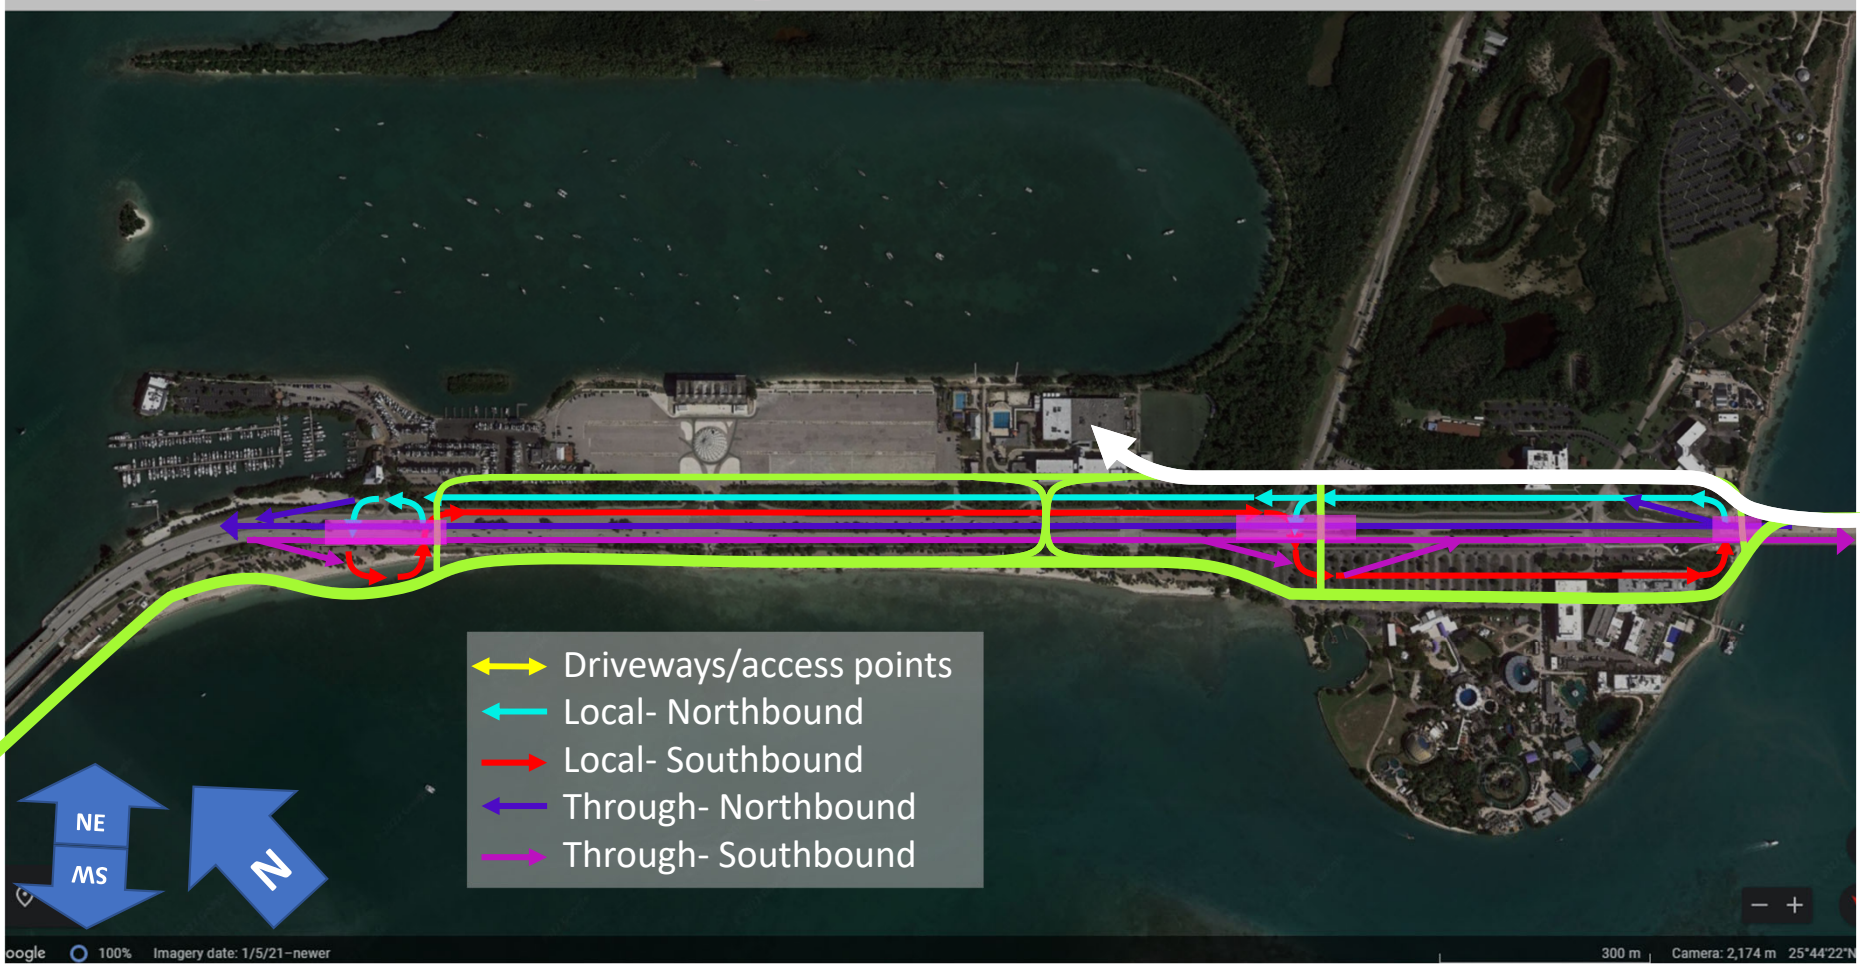 Driveways/access points
Local- Northbound
Local- Southbound
Through- Northbound
Through- Southbound
NE
SW
N
oogle 100% Imagery date: 1/5/21–newer
300 m Camera: 2,174 m 25°44'22"N